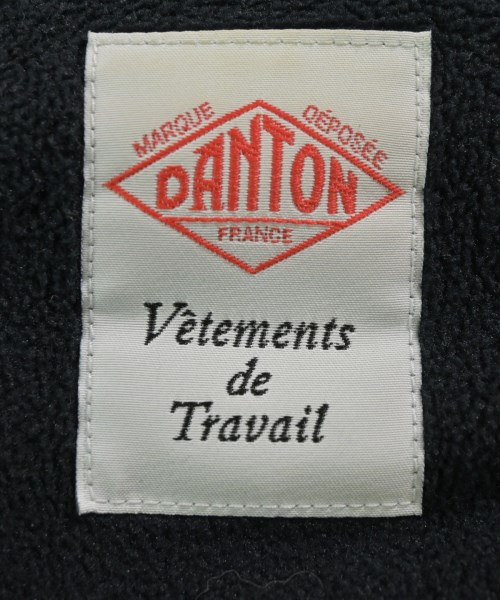 MARQUE DÉPOSÉE
DANTON
FRANCE
Vêtements
de
Travail